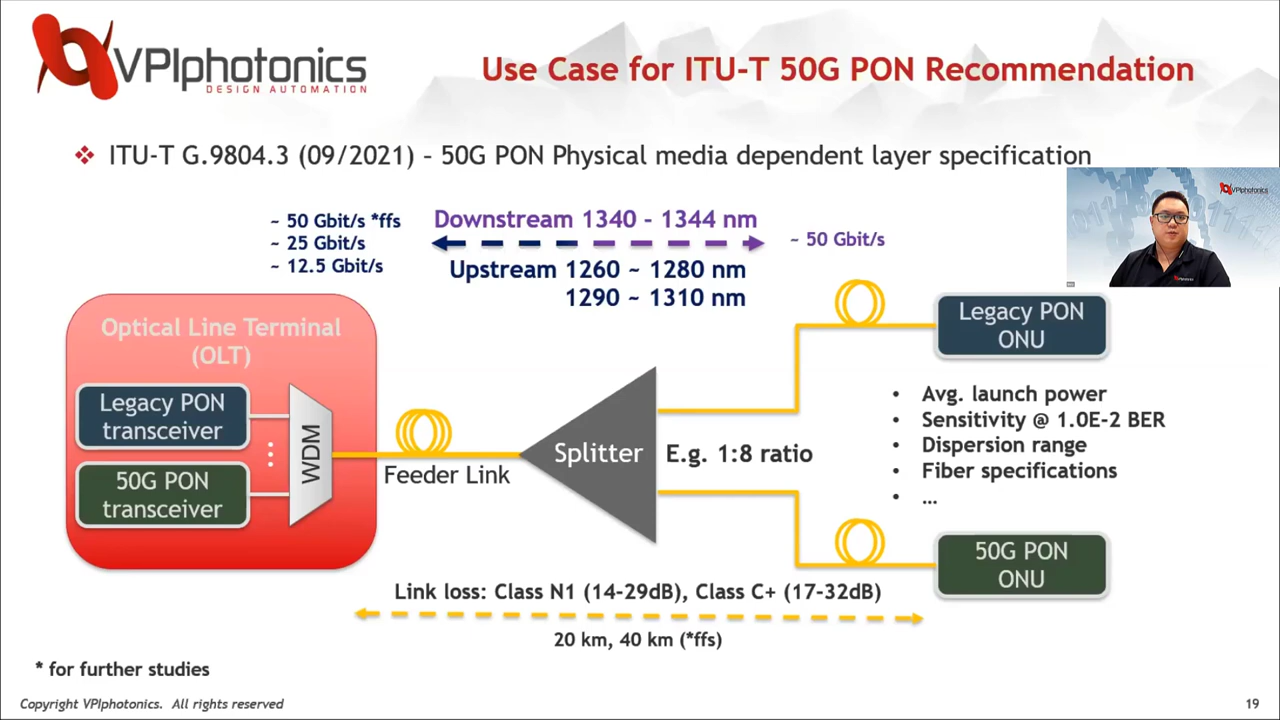 VPIphotonics
DESIGN AUTOMATION
Use Case for ITU-T 50G PON Recommendation
❖ ITU-T G.9804.3 (09/2021) – 50G PON Physical media dependent layer specification
~ 50 Gbit/s *ffs
~ 25 Gbit/s
~ 12.5 Gbit/s
Downstream 1340 - 1344 nm
Upstream 1260 ~ 1280 nm
1290 ~ 1310 nm
~ 50 Gbit/s
VPIphotonics
Optical Line Terminal
(OLT)
Legacy PON
transceiver
⋮
50G PON
transceiver
WDM
Feeder Link
Splitter
E.g. 1:8 ratio
Legacy PON
ONU
• Avg. launch power
• Sensitivity @ 1.0E-2 BER
• Dispersion range
• Fiber specifications
• ...
50G PON
ONU
Link loss: Class N1 (14-29dB), Class C+ (17-32dB)
20 km, 40 km (*ffs)
* for further studies
Copyright VPIphotonics. All rights reserved
19